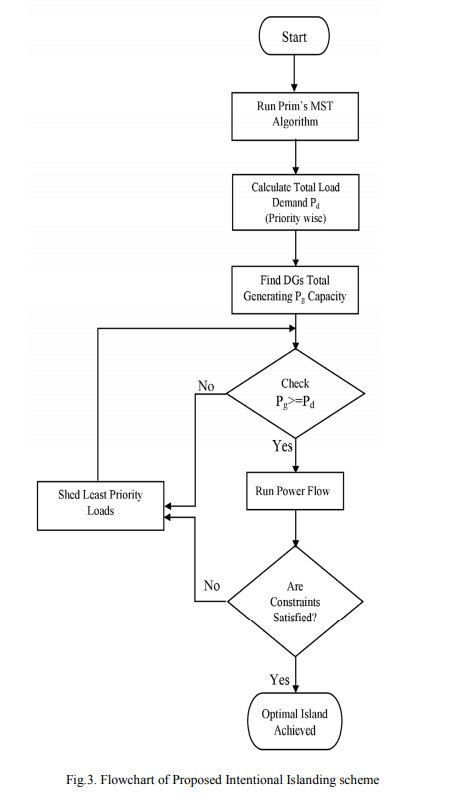 Start
Run Prim's MST
Algorithm
Calculate Total Load
Demand Pd
(Priority wise)
Find DGs Total
Generating Pg Capacity
No
Check
Pg>=Pd
Yes
Shed Least Priority
Loads
Run Power Flow
No
Are
Constraints
Satisfied?
Yes
Optimal Island
Achieved
Fig.3. Flowchart of Proposed Intentional Islanding scheme